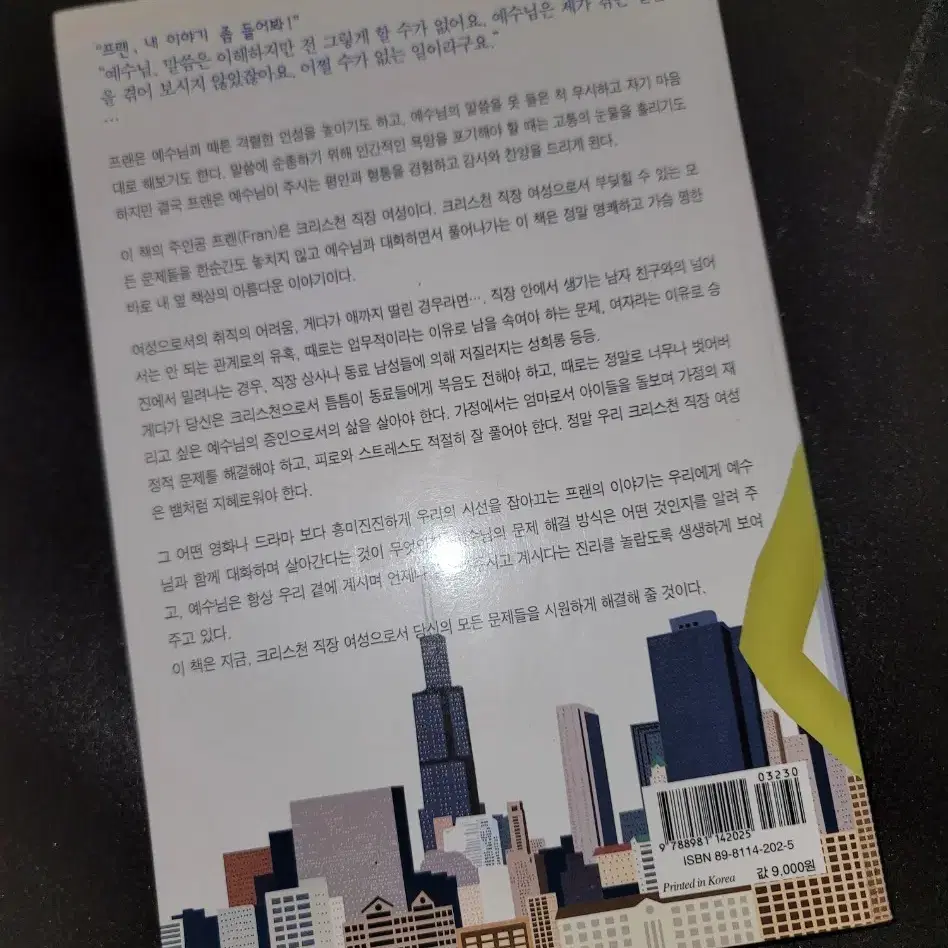 "프랜, 내 이야기 좀 들어봐!"
"예수님, 말씀은 이해하지만 전 그렇게 할 수가 없어요. 예수님은 제가 겪은
을 겪어 보시지 않았잖아요. 어쩔 수가 없는 일이라구요."
...
프랜은 예수님과 때론 격렬한 언성을 높이기도 하고, 예수님의 말씀을 못 들은 척 무시하고 자기 마음
대로 해보기도 한다. 말씀에 순종하기 위해 인간적인 욕망을 포기해야 할 때는 고통의 눈물을 흘리기도
하지만 결국 프랜은 예수님이 주시는 평안과 형통을 경험하고 감사와 찬양을 드리게 된다.
이 책의 주인공 프랜(Fran)은 크리스천 직장 여성이다. 크리스천 직장 여성으로서 부딪힐 수 있는 모
든 문제들을 한순간도 놓치지 않고 예수님과 대화하면서 풀어나가는 이 책은 정말 명쾌하고 가슴 찡한
바로 내 옆 책상의 아름다운 이야기이다.
여성으로서의 취직의 어려움, 게다가 애까지 딸린 경우라면…, 직장 안에서 생기는 남자 친구와의 넘어
서는 안 되는 관계로의 유혹, 때로는 업무적이라는 이유로 남을 속여야 하는 문제, 여자라는 이유로 승
진에서 밀려나는 경우, 직장 상사나 동료 남성들에 의해 저질러지는 성희롱 등등.
게다가 당신은 크리스천으로서 틈틈이 동료들에게 복음도 전해야 하고, 때로는 정말로 너무나 벗어버
리고 싶은 예수님의 증인으로서의 삶을 살아야 한다. 가정에서는 엄마로서 아이들을 돌보며 가정의 재
정적 문제를 해결해야 하고, 피로와 스트레스도 적절히 잘 풀어야 한다. 정말 우리 크리스천 직장 여성
은 뱀처럼 지혜로워야 한다.
그 어떤 영화나 드라마 보다 흥미진진하게 우리의 시선을 잡아끄는 프랜의 이야기는 우리에게 예수
님과 함께 대화하며 살아간다는 것이 문제 해결 방식은 어떤 것인지를 알려 주
고, 예수님은 항상 우리 곁에 계시며 계시다는 진리를 놀랍도록 생생하게 보여
주고 있다.
이 책은 지금, 크리스천 직장 여성으로서 당신의 모든 문제들을 시원하게 해결해 줄 것이다.
03230
9 788981 142025
ISBN 89-8114-202-5
Printed in Korea
값 9,000원